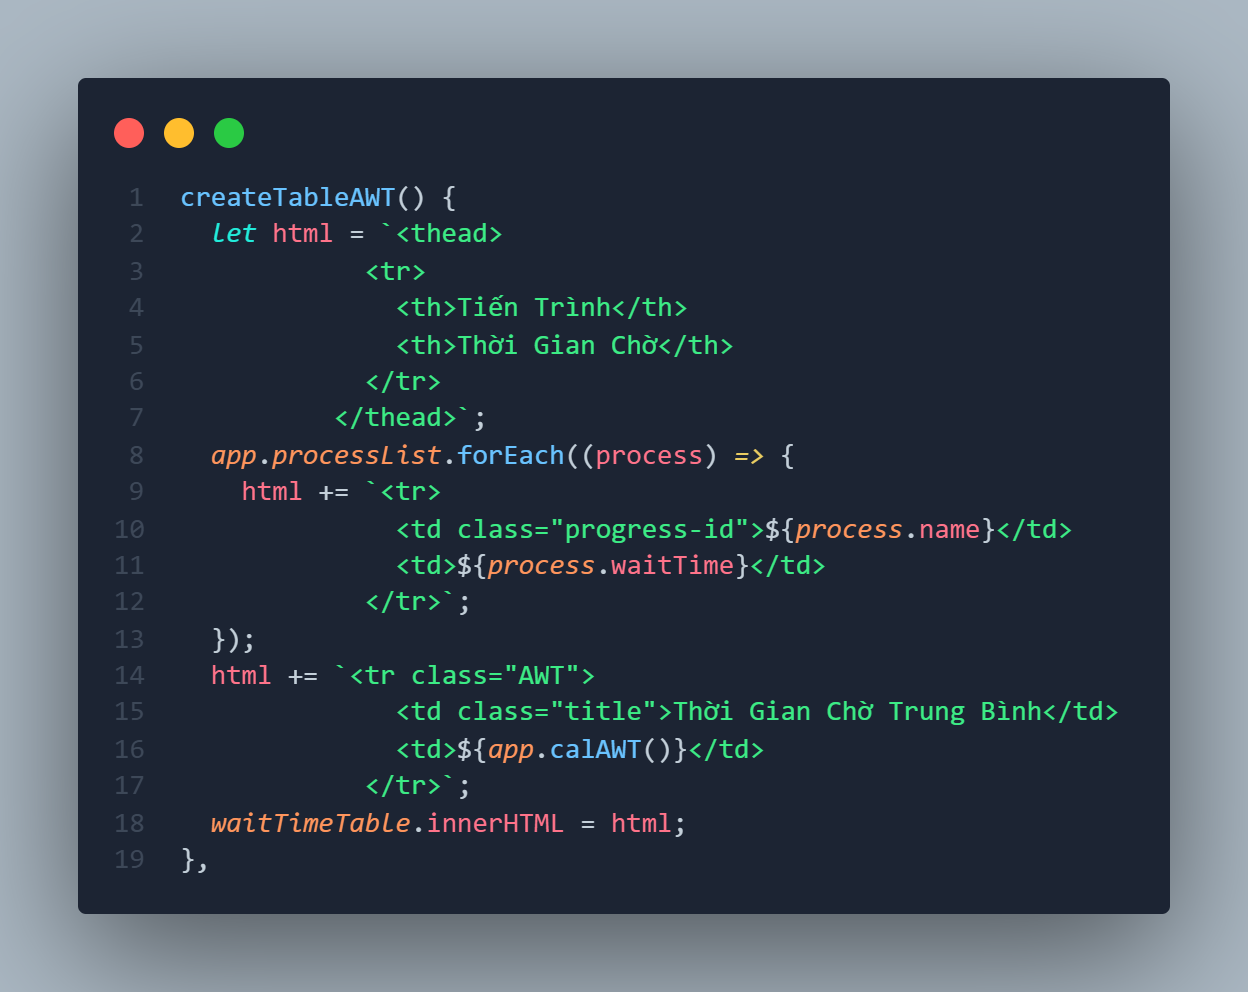 1 createTableAWT() {
2 let html = `<thead>
3 <tr>
4 <th>Tiến Trình</th>
5 <th>Thời Gian Chờ</th>
6 </tr>
7 </thead>`;
8 app.processList.forEach((process) => {
9 html += `<tr>
10 <td class="progress-id">${process.name}</td>
11 <td>${process.waitTime}</td>
12 </tr>`;
13 });
14 html += `<tr class="AWT">
15 <td class="title">Thời Gian Chờ Trung Bình</td>
16 <td>${app.calAWT()}</td>
17 </tr>`;
18 waitTimeTable.innerHTML = html;
19 },